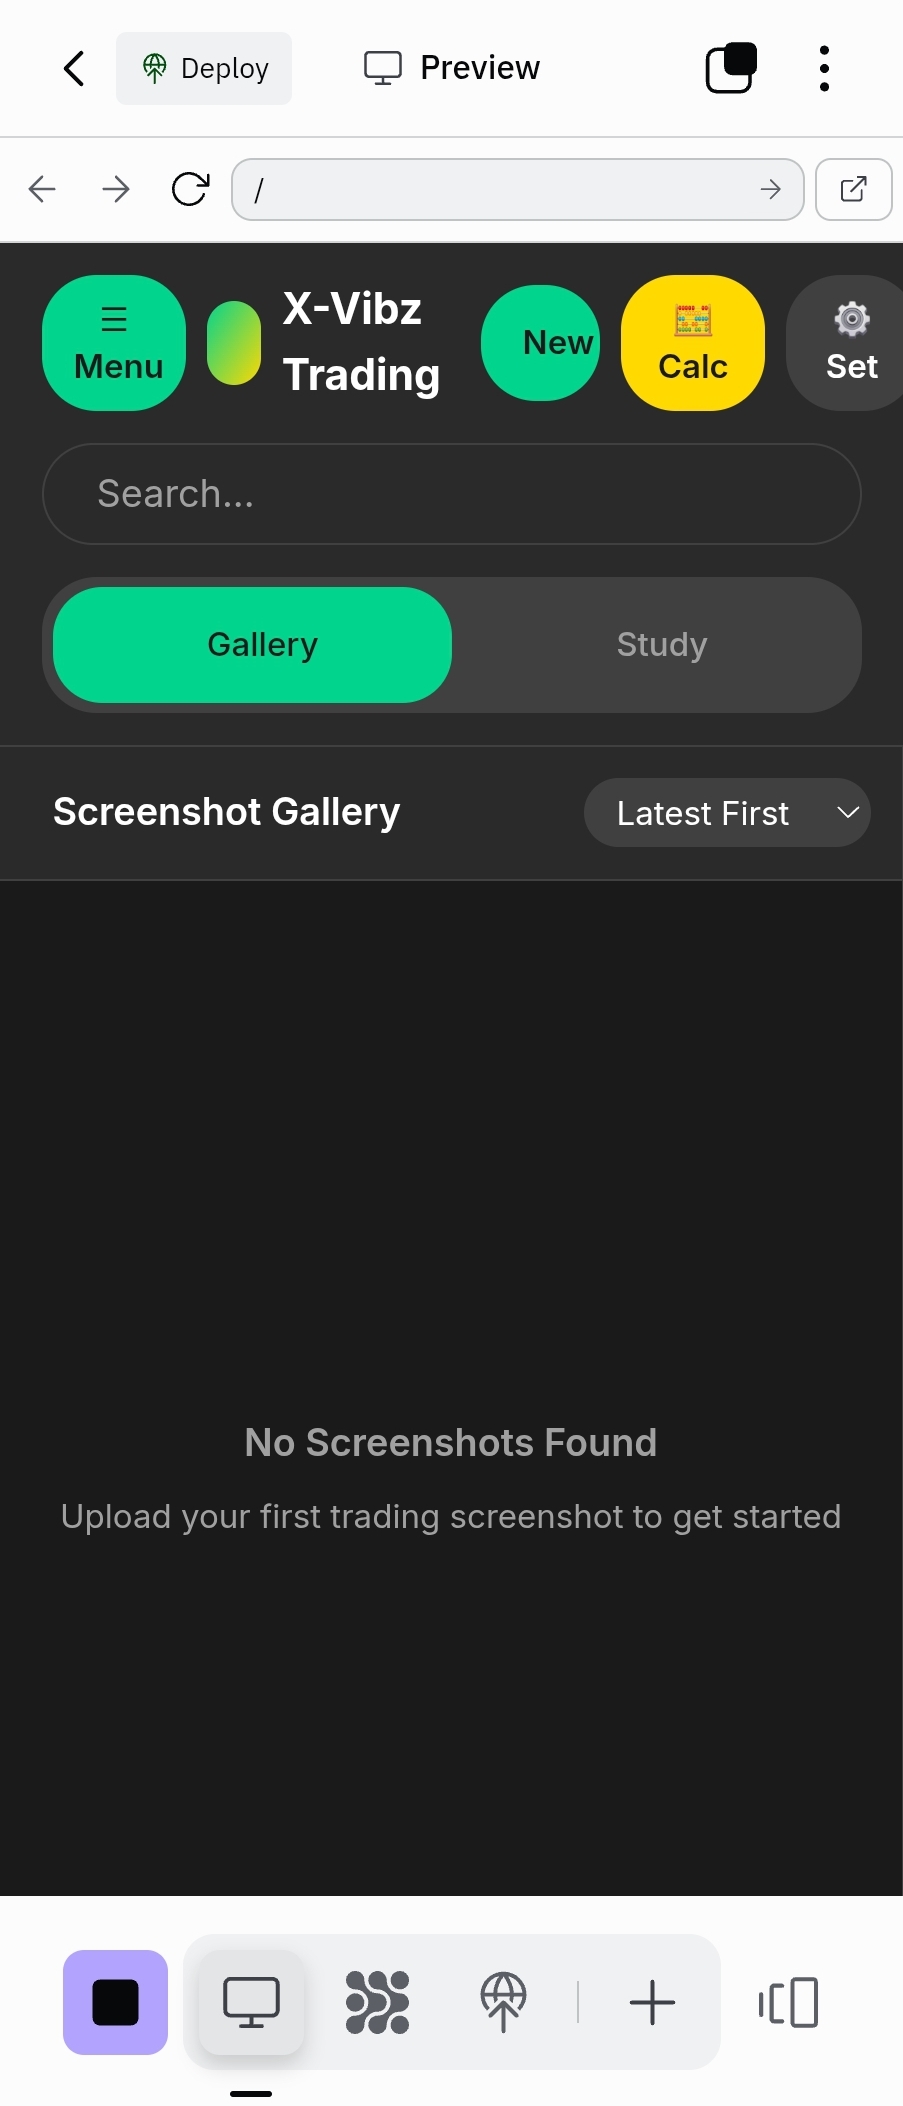 Deploy
Preview
/
Menu
X-Vibz
Trading
New
Calc
Set
Search...
Gallery
Study
Screenshot Gallery
Latest First
No Screenshots Found
Upload your first trading screenshot to get started